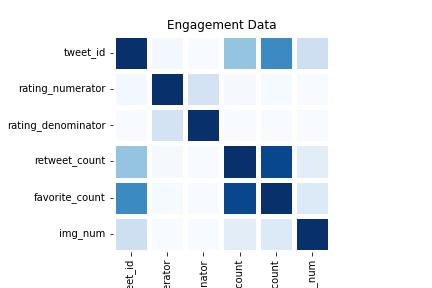 Engagement Data
tweet_id
rating_numerator
rating_denominator
retweet_count
favorite_count
img_num
eet_id
erator
nator
count
count
_num